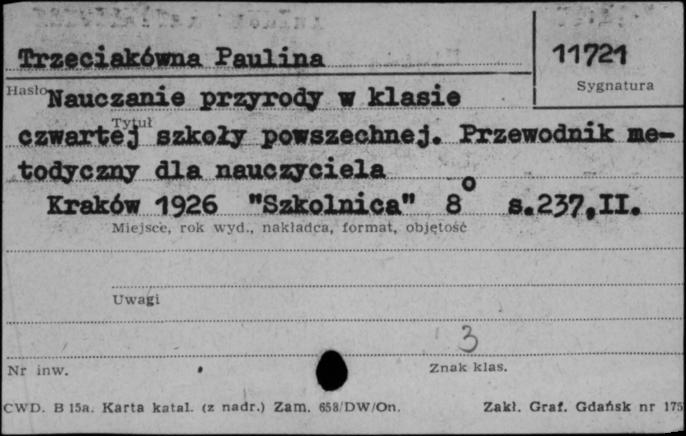 Trzeciakówna Paulina
11721
Hasło
Sygnatura
Nauczanie przyrody w klasie
Tytuł
czwartej szkoły powszechnej. Przewodnik me-
todyczny dla nauczyciela
Kraków 1926 "Szkolnica" 8° s.237,II.
Miejsce, rok wyd., nakładca, format, objętość
Uwagi
3
Nr inw.
Znak klas.
CWD. B 15a. Karta katal. (z nadr.) Zam. 658/DW/On.
Zakł. Graf. Gdańsk nr 175